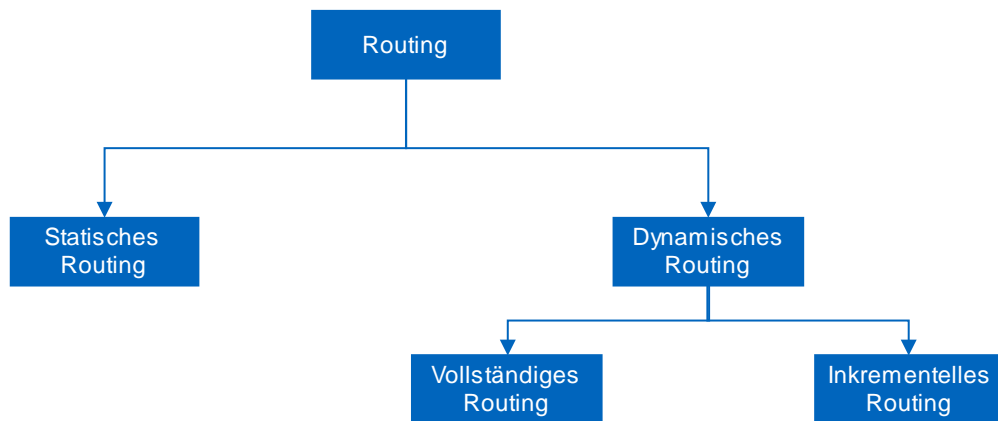 Routing
Statisches
Routing
Dynamisches
Routing
Vollständiges
Routing
Inkrementelles
Routing